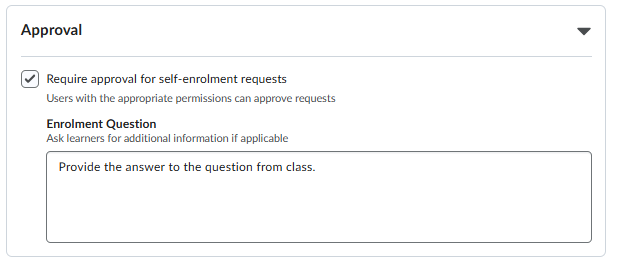 Approval
Require approval for self-enrolment requests
Users with the appropriate permissions can approve requests
Enrolment Question
Ask learners for additional information if applicable
Provide the answer to the question from class.